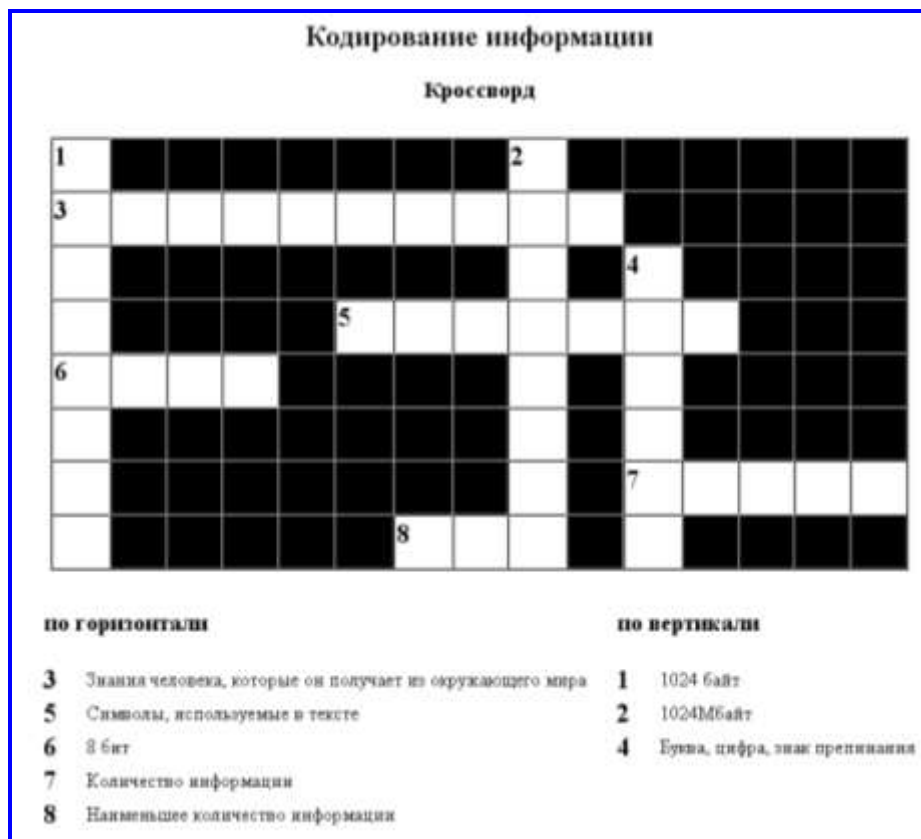 Кодирование информации
Кроссворд
1 2
3
4
5
6
7
8
по горизонтали
3 Знания человека, которые он получает из окружающего мира
5 Символы, используемые в тексте
6 8 бит
7 Количество информации
8 Наименьшее количество информации
по вертикали
1 1024 байт
2 1024Мбайт
4 Буква, цифра, знак препинания